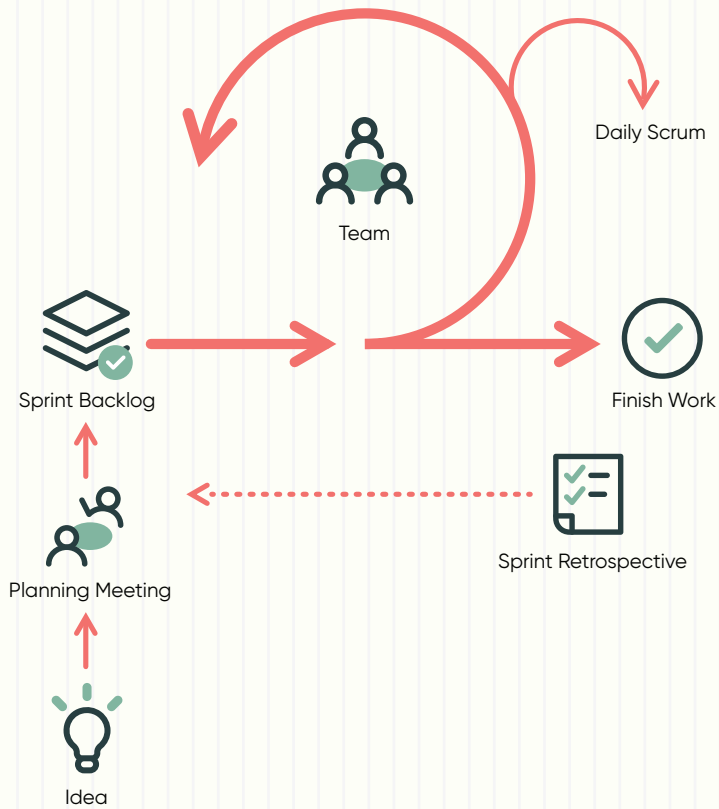 Daily Scrum
Team
Sprint Backlog
Finish Work
Sprint Retrospective
Planning Meeting
Idea